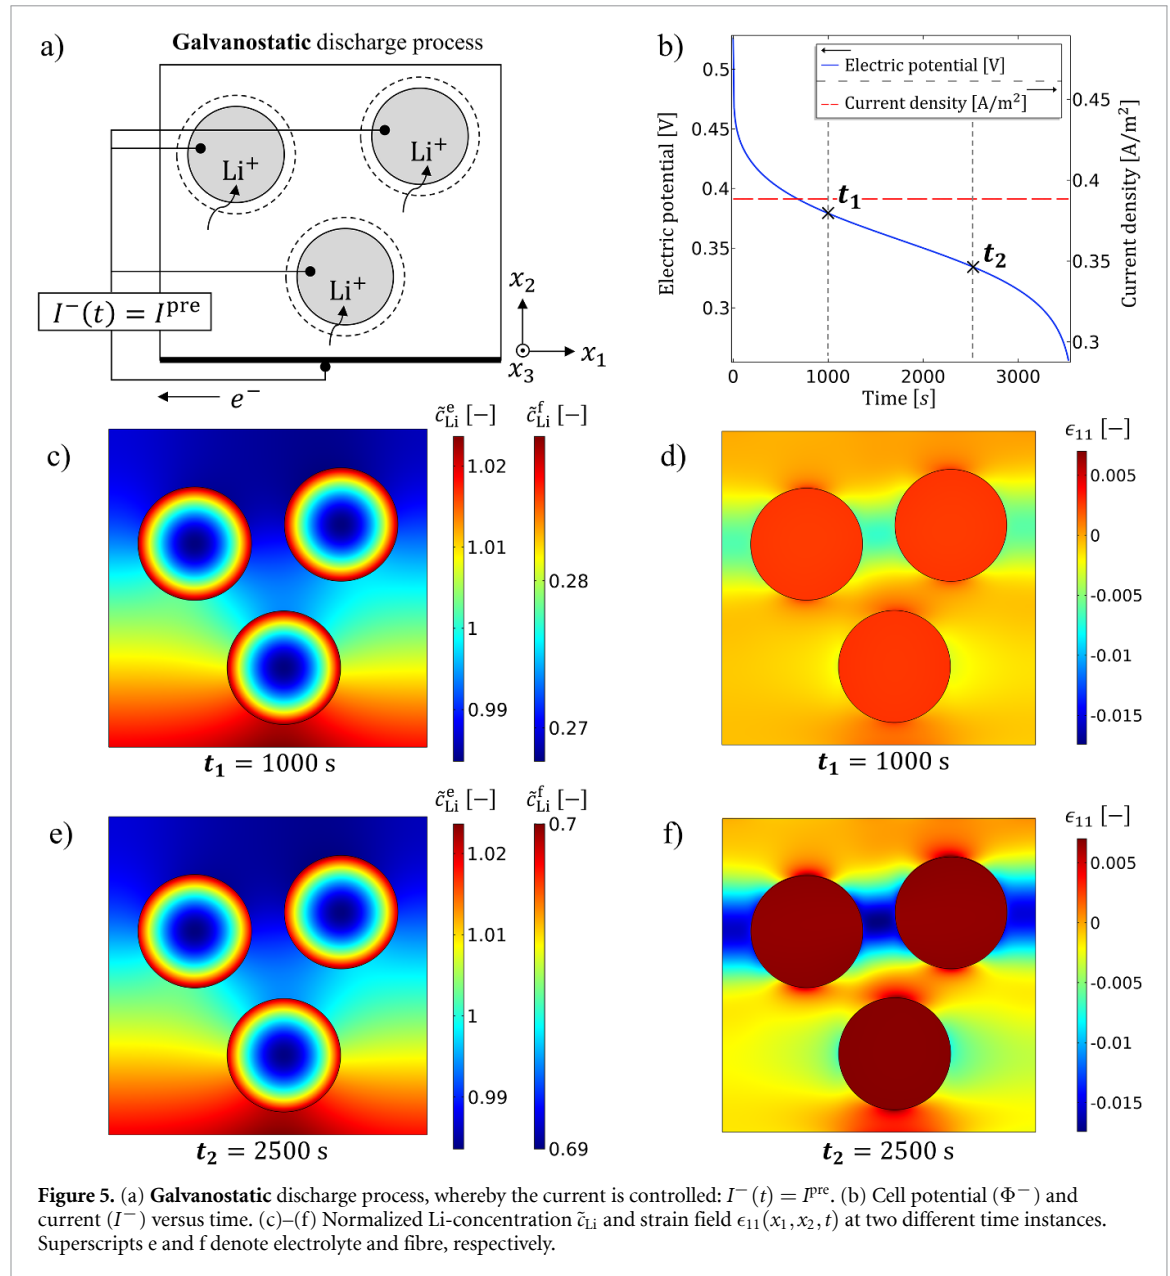 a)
Galvanostatic discharge process
Li⁺
Li⁺
Li⁺
I⁻(t) = Iᵖʳᵉ
e⁻
x₂
x₁
x₃
b)
Electric potential [V]
Current density [A/m²]
0.5
0.45
0.4
0.35
0.3
Electric potential [V]
0.45
0.4
0.35
0.3
Current density [A/m²]
t₁
t₂
0
1000
2000
3000
Time [s]
c)
c̃ᵉ_Li [−]
c̃ᶠ_Li [−]
1.02
1.01
1
0.99
0.28
0.27
t₁ = 1000 s
d)
ϵ₁₁ [−]
0.005
0
-0.005
-0.01
-0.015
t₁ = 1000 s
e)
c̃ᵉ_Li [−]
c̃ᶠ_Li [−]
1.02
1.01
1
0.99
0.7
0.69
t₂ = 2500 s
f)
ϵ₁₁ [−]
0.005
0
-0.005
-0.01
-0.015
t₂ = 2500 s
Figure 5. (a) Galvanostatic discharge process, whereby the current is controlled: I⁻(t) = Iᵖʳᵉ. (b) Cell potential (Φ⁻) and
current (I⁻) versus time. (c)–(f) Normalized Li-concentration c̃_Li and strain field ϵ₁₁(x₁, x₂, t) at two different time instances.
Superscripts e and f denote electrolyte and fibre, respectively.